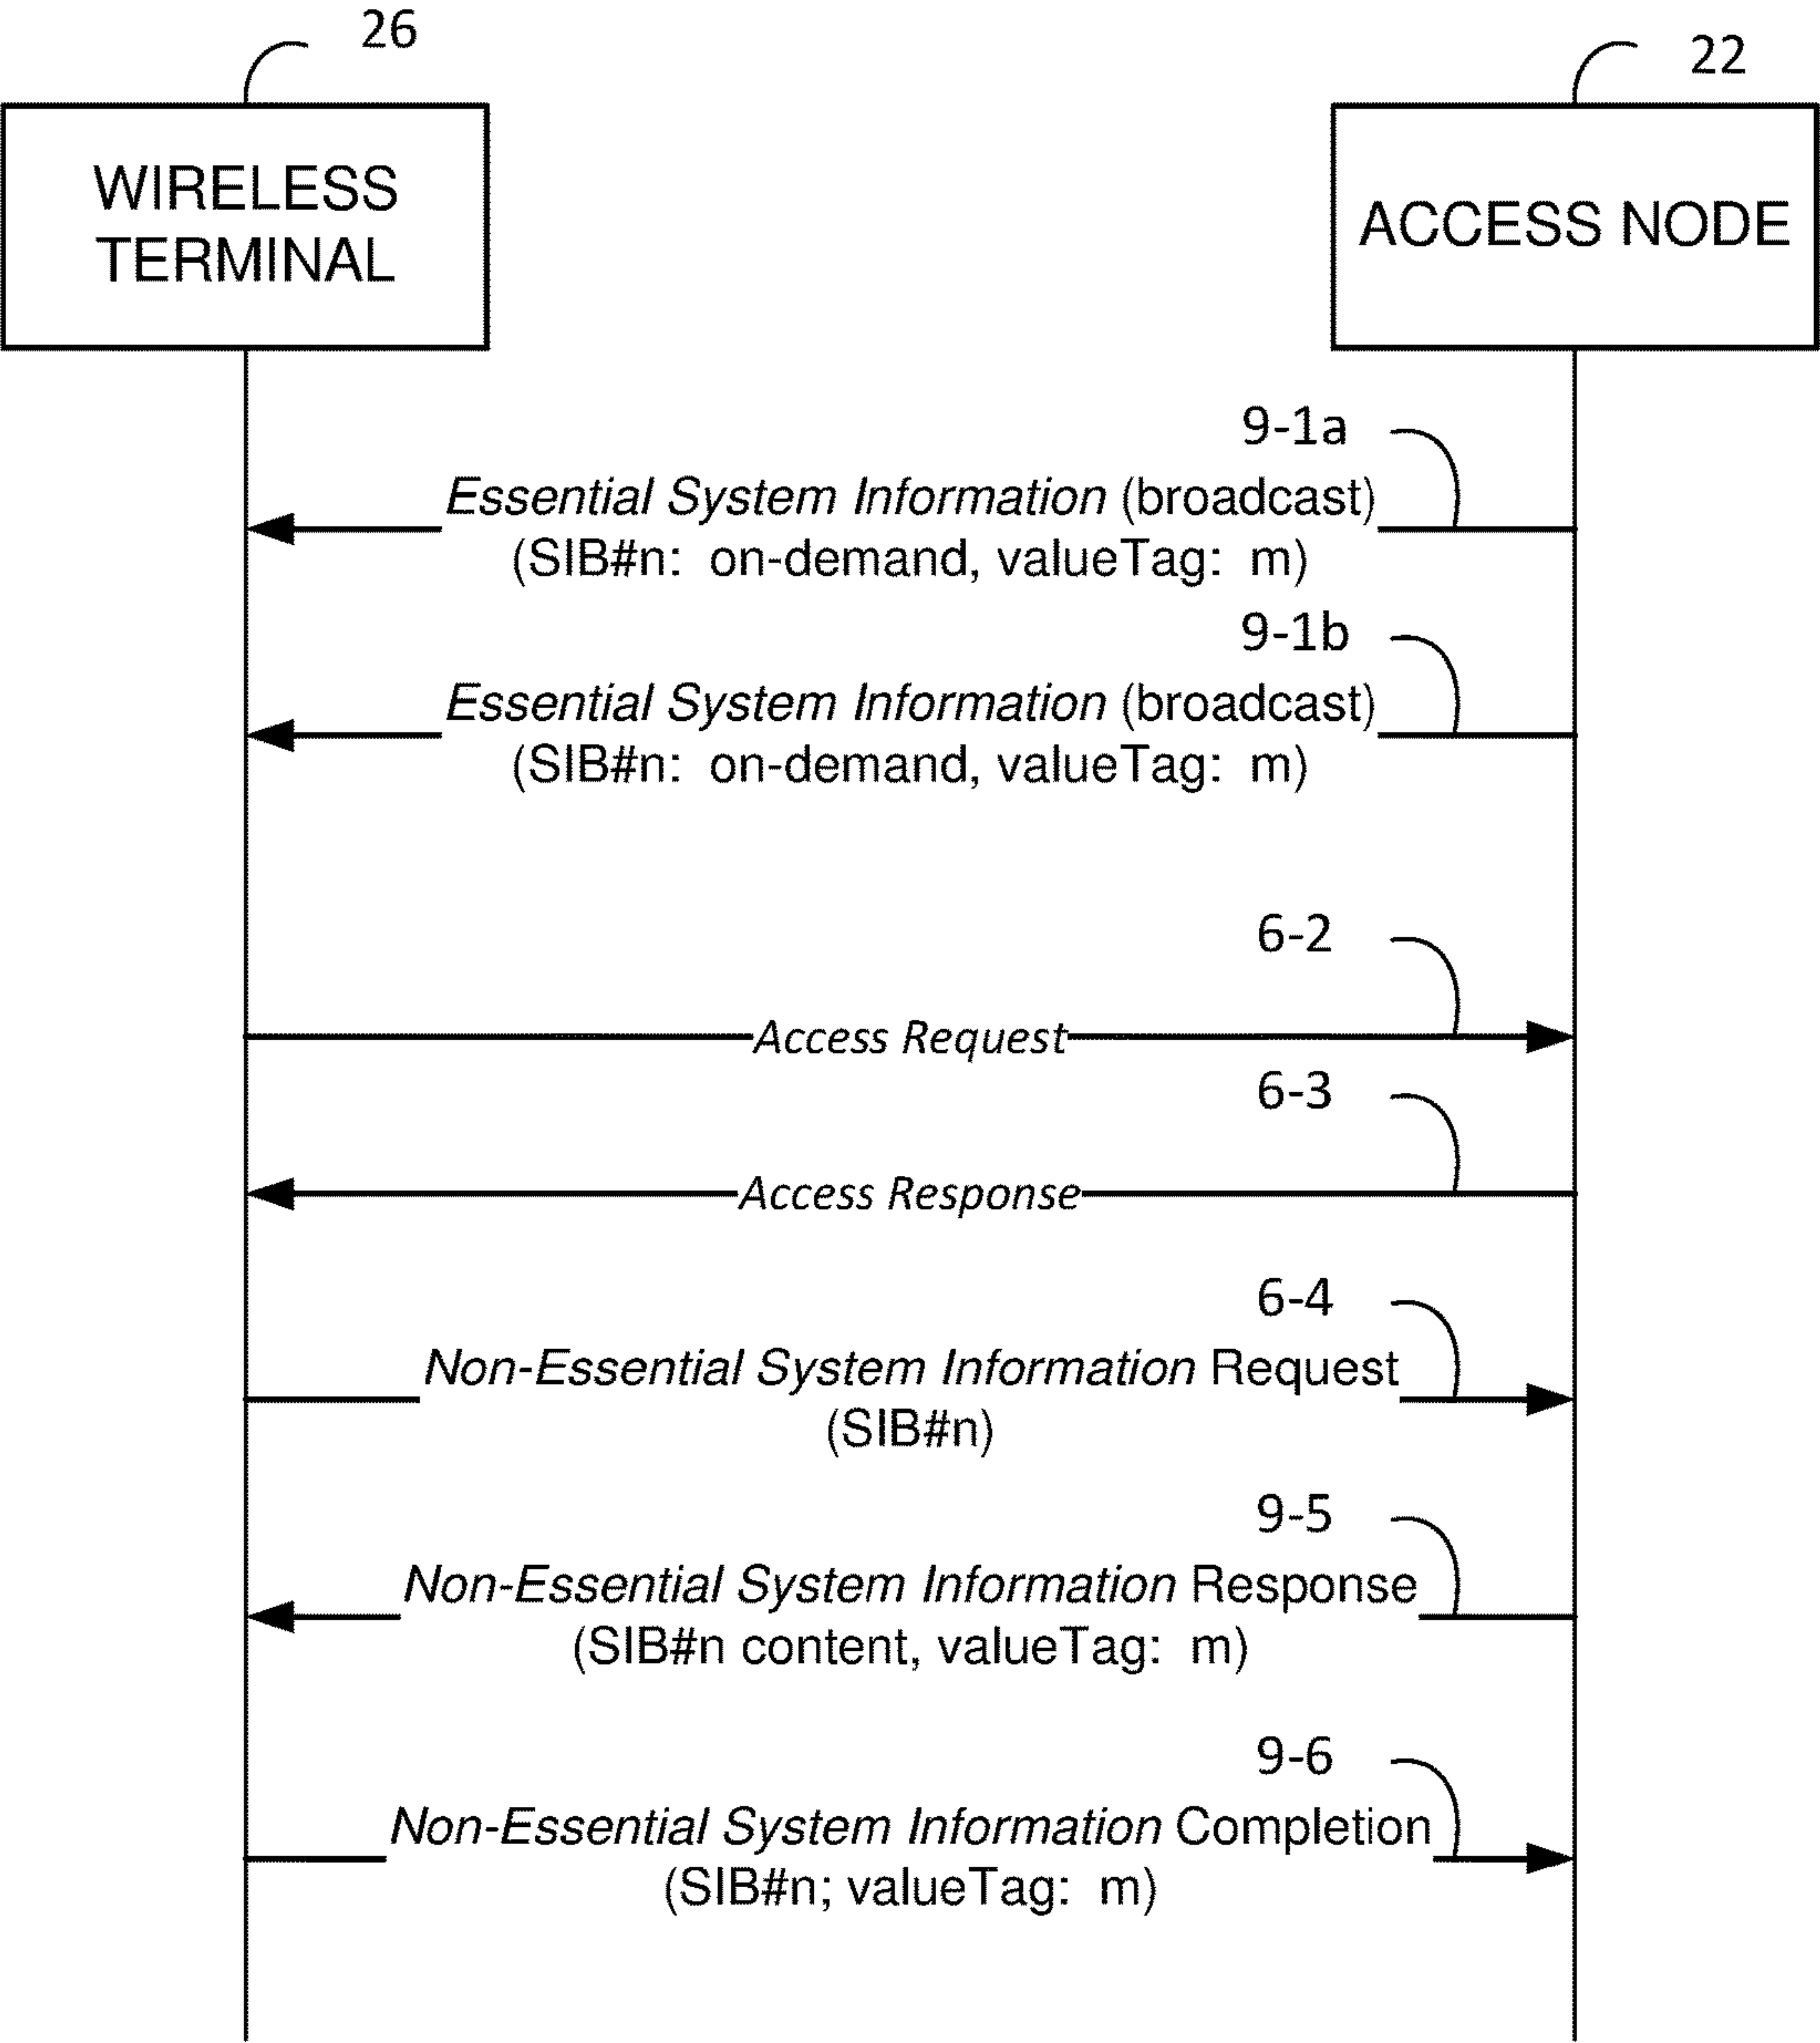 26
22
WIRELESS
TERMINAL
ACCESS NODE
9-1a
Essential System Information (broadcast)
(SIB#n: on-demand, valueTag: m)
9-1b
Essential System Information (broadcast)
(SIB#n: on-demand, valueTag: m)
6-2
Access Request
6-3
Access Response
6-4
Non-Essential System Information Request
(SIB#n)
9-5
Non-Essential System Information Response
(SIB#n content, valueTag: m)
9-6
Non-Essential System Information Completion
(SIB#n; valueTag: m)